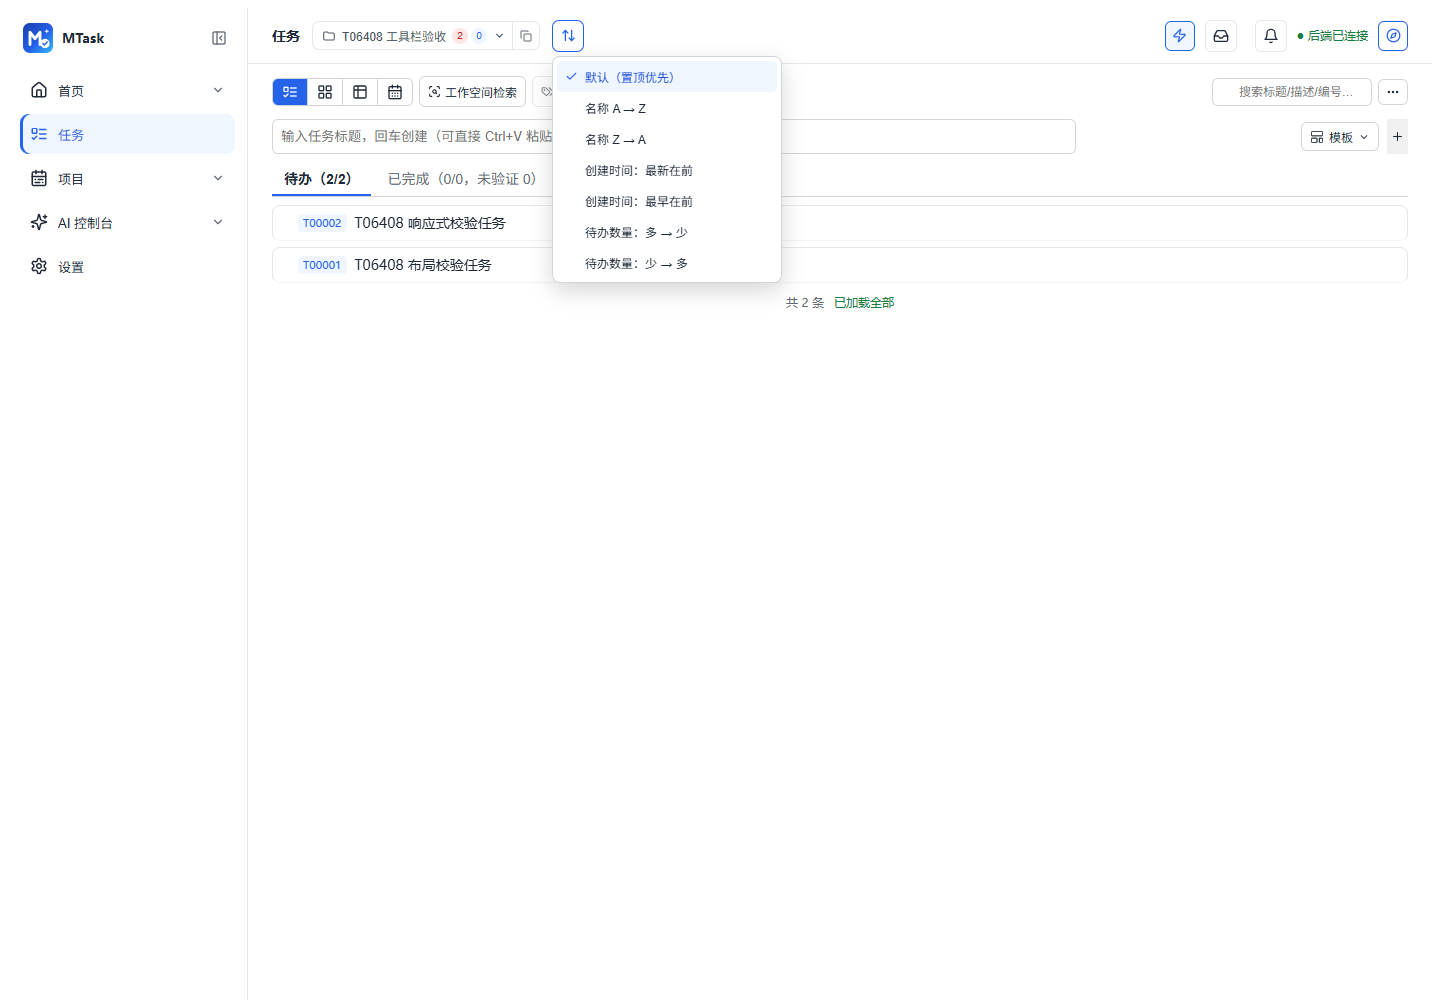 MTask
首页
任务
项目
AI 控制台
设置
任务
T06408 工具栏验收 2 0
后端已连接
默认（置顶优先）
名称 A → Z
名称 Z → A
创建时间：最新在前
创建时间：最早在前
待办数量：多 → 少
待办数量：少 → 多
工作空间检索
搜索标题/描述/编号...
输入任务标题，回车创建（可直接 Ctrl+V 粘贴
模板
待办（2/2）
已完成（0/0，未验证 0）
T00002 T06408 响应式校验任务
T00001 T06408 布局校验任务
共 2 条 已加载全部